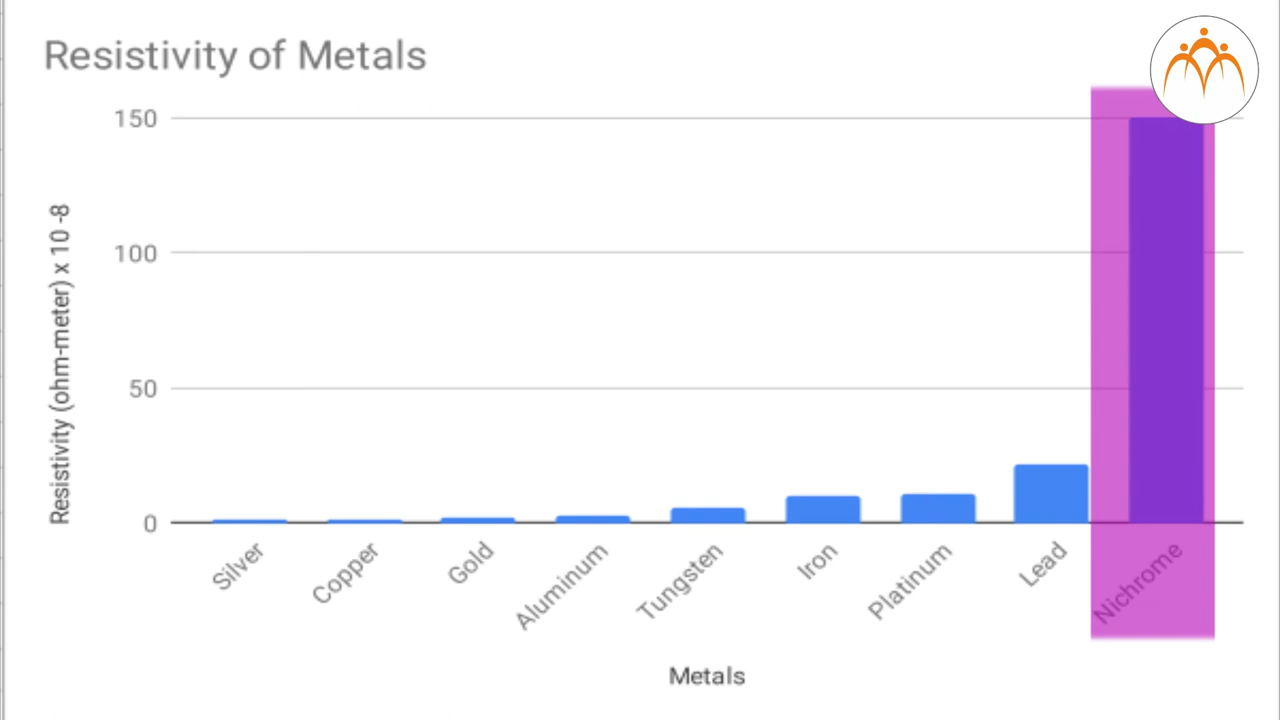 Resistivity of Metals
150
100
50
0
Resistivity (ohm-meter) x 10 -8
Silver
Copper
Gold
Aluminum
Tungsten
Iron
Platinum
Lead
Nichrome
Metals